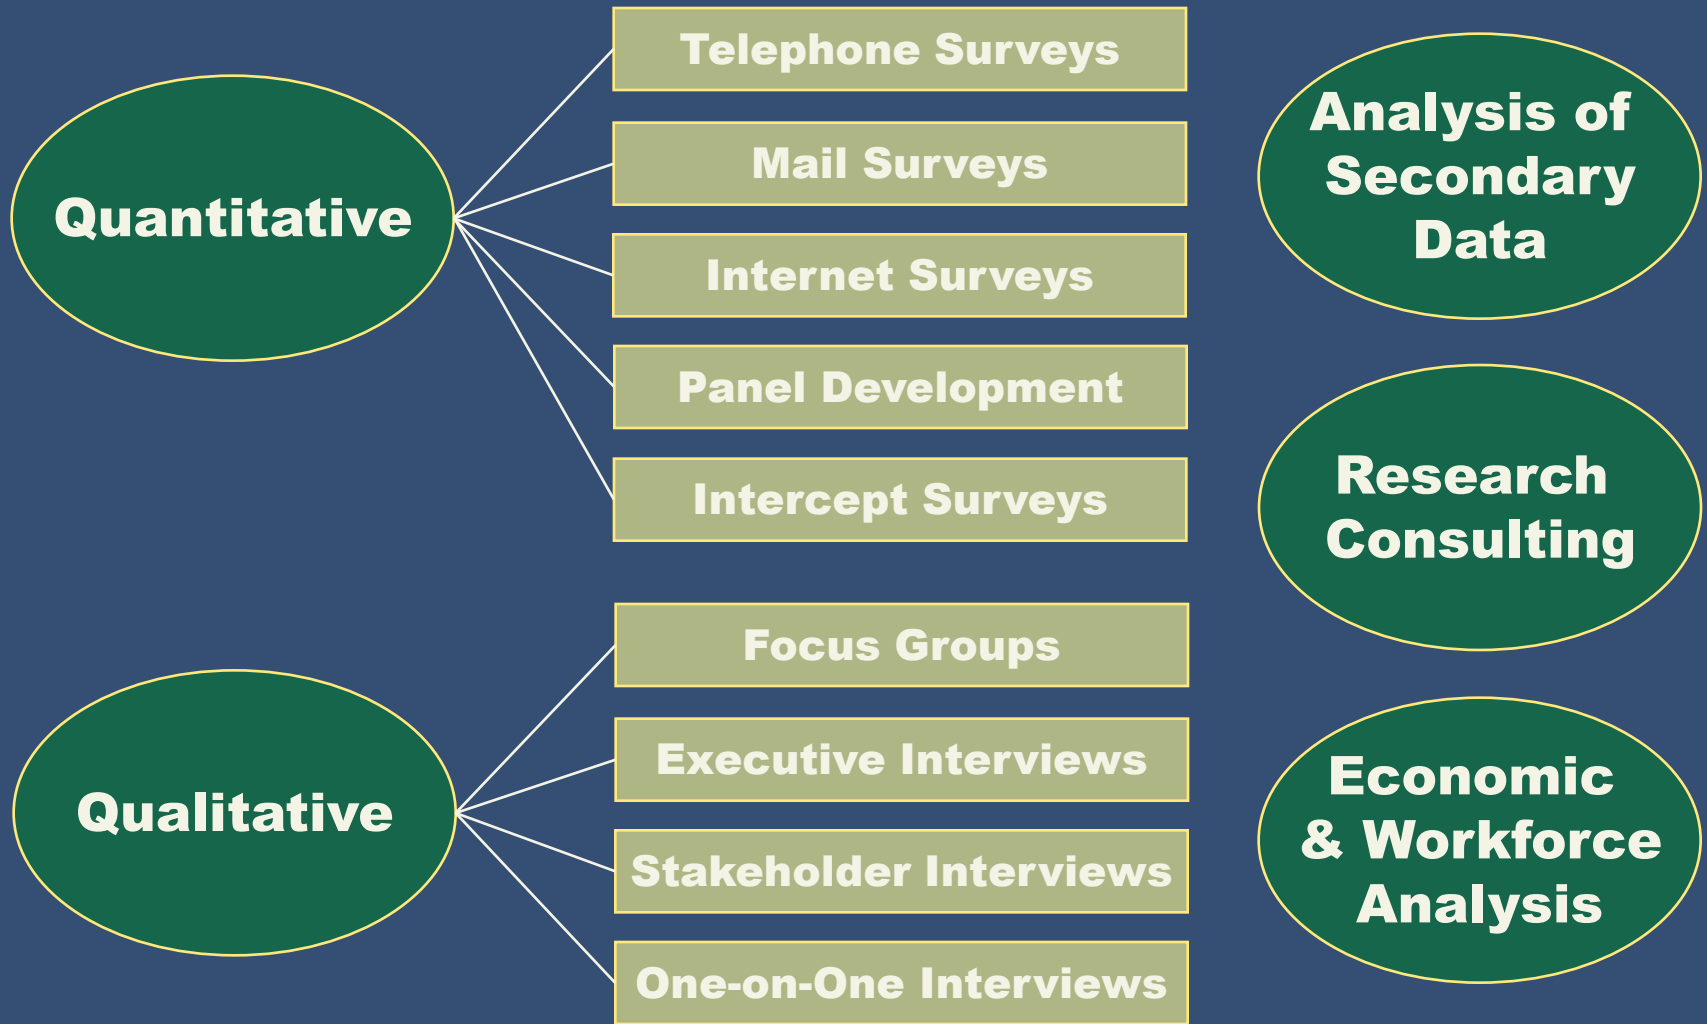 Quantitative
Telephone Surveys
Mail Surveys
Internet Surveys
Panel Development
Intercept Surveys
Qualitative
Focus Groups
Executive Interviews
Stakeholder Interviews
One-on-One Interviews
Analysis of
Secondary
Data
Research
Consulting
Economic
& Workforce
Analysis